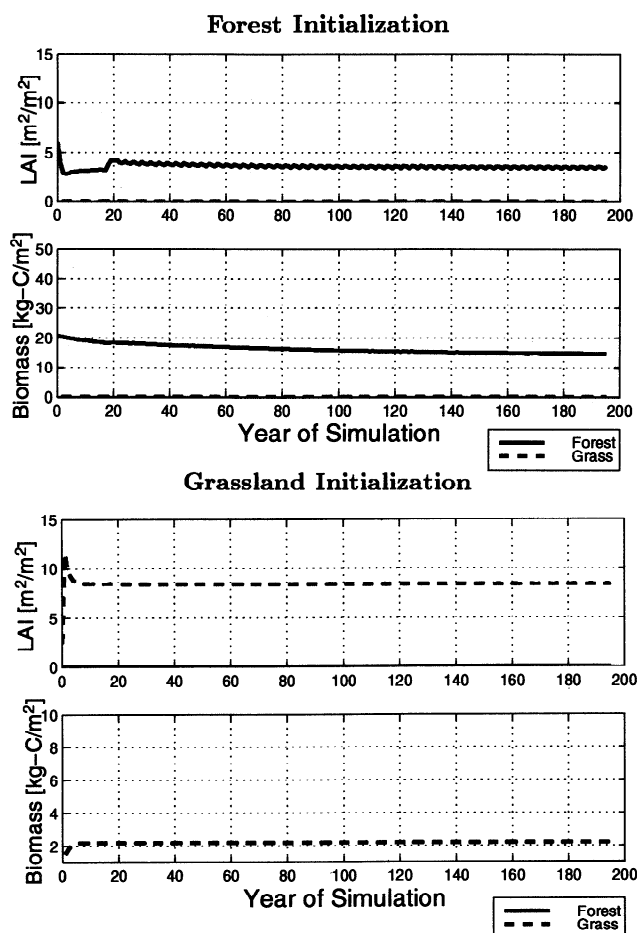 Forest Initialization
15
10
5
0
LAI [m²/m²]
0 20 40 60 80 100 120 140 160 180 200
50
40
30
20
10
0
Biomass [kg–C/m²]
0 20 40 60 80 100 120 140 160 180 200
Year of Simulation
Forest
Grass
Grassland Initialization
15
10
5
0
LAI [m²/m²]
0 20 40 60 80 100 120 140 160 180 200
10
8
6
4
2
Biomass [kg–C/m²]
0 20 40 60 80 100 120 140 160 180 200
Year of Simulation
Forest
Grass